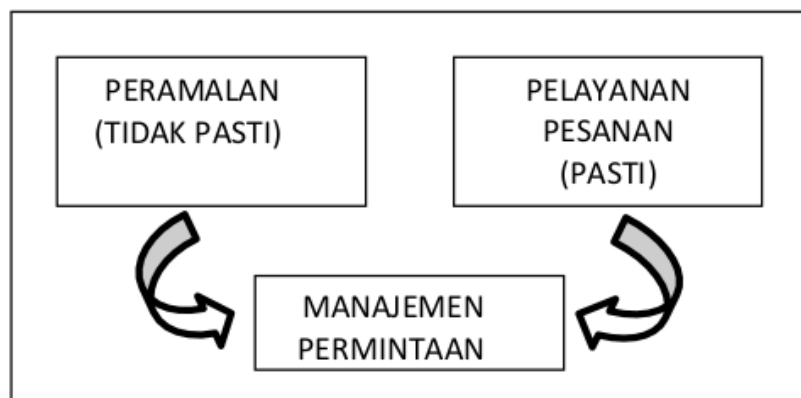 PERAMALAN
(TIDAK PASTI)
PELAYANAN
PESANAN
(PASTI)
MANAJEMEN
PERMINTAAN